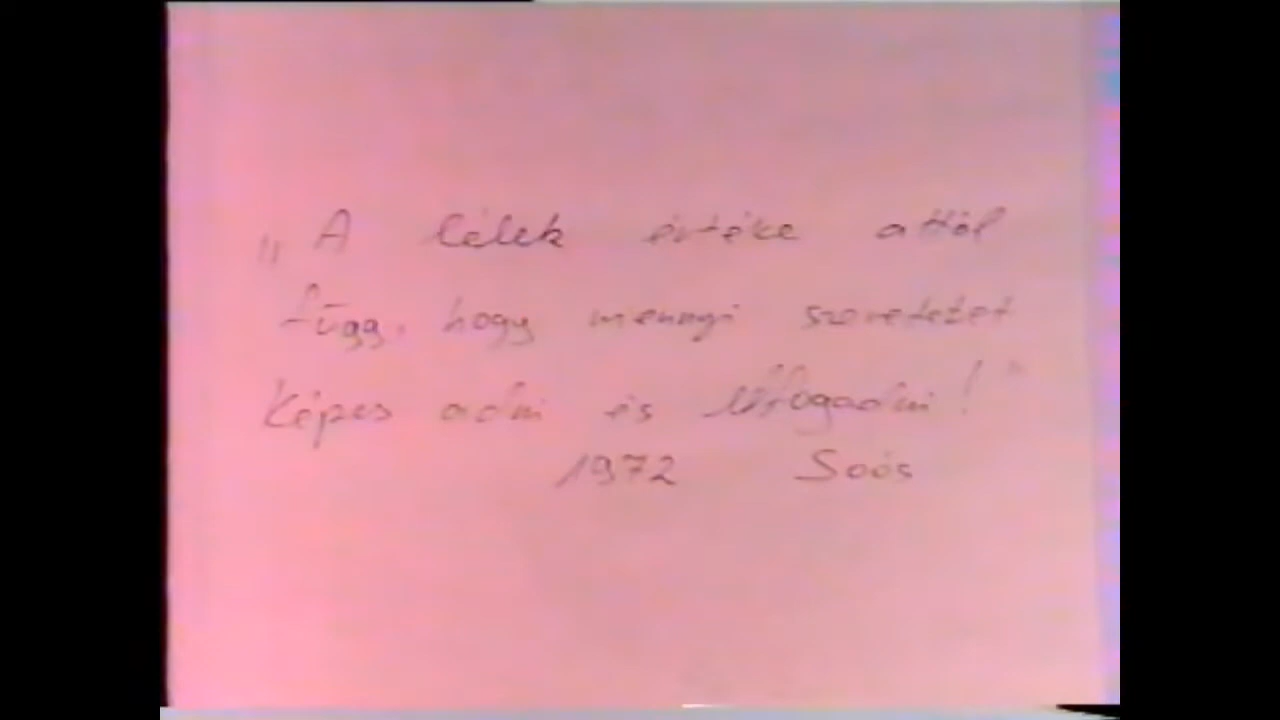 „A lélek értéke attól
függ, hogy mennyi szeretetet
képes adni és elfogadni!"
1972 Soós